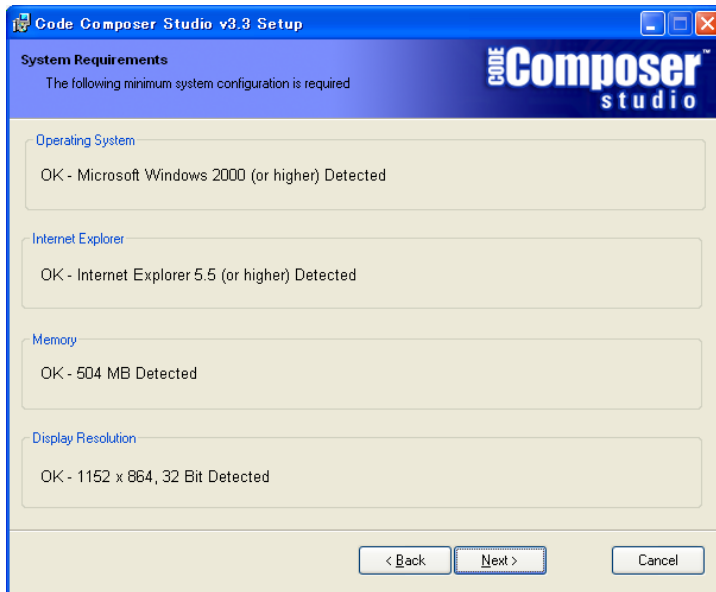 Code Composer Studio v3.3 Setup
System Requirements
The following minimum system configuration is required
CODE Composer™
studio
Operating System
OK - Microsoft Windows 2000 (or higher) Detected
Internet Explorer
OK - Internet Explorer 5.5 (or higher) Detected
Memory
OK - 504 MB Detected
Display Resolution
OK - 1152 x 864, 32 Bit Detected
< Back
Next >
Cancel